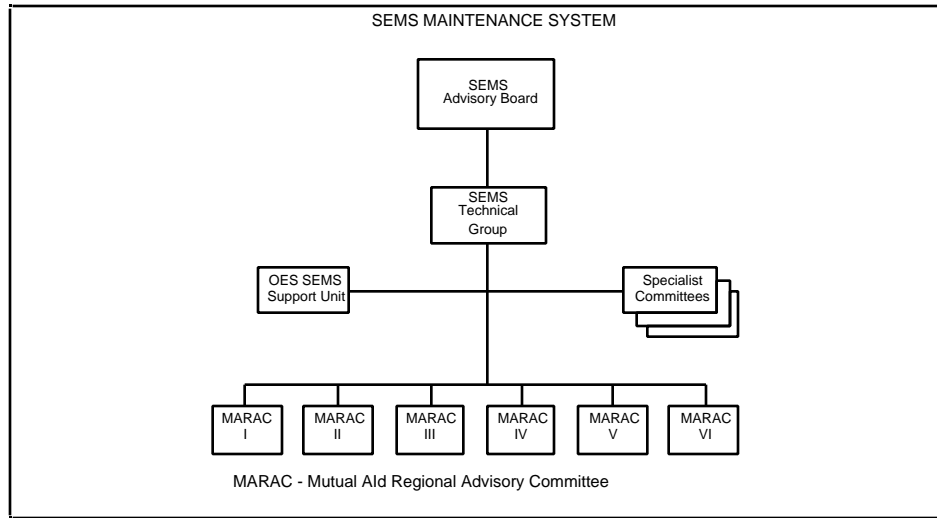 SEMS MAINTENANCE SYSTEM
SEMS
Advisory Board
SEMS
Technical
Group
OES SEMS
Support Unit
Specialist
Committees
MARAC
I
MARAC
II
MARAC
III
MARAC
IV
MARAC
V
MARAC
VI
MARAC - Mutual AId Regional Advisory Committee